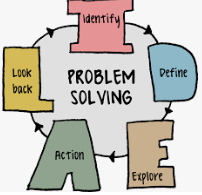 Identify
Define
Explore
Action
Look
back
PROBLEM
SOLVING